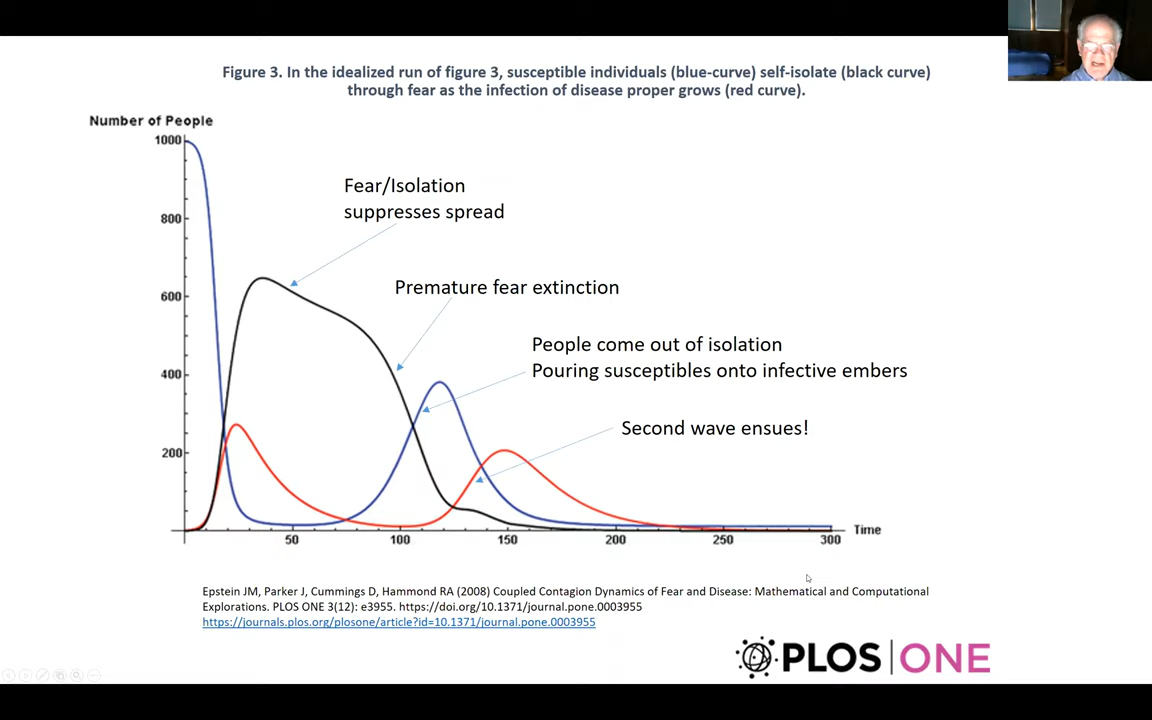 Figure 3. In the idealized run of figure 3, susceptible individuals (blue-curve) self-isolate (black curve)
through fear as the infection of disease proper grows (red curve).
Number of People
1000
800
600
400
200
Fear/Isolation
suppresses spread
Premature fear extinction
People come out of isolation
Pouring susceptibles onto infective embers
Second wave ensues!
50
100
150
200
250
300
Time
Epstein JM, Parker J, Cummings D, Hammond RA (2008) Coupled Contagion Dynamics of Fear and Disease: Mathematical and Computational
Explorations. PLOS ONE 3(12): e3955. https://doi.org/10.1371/journal.pone.0003955
https://journals.plos.org/plosone/article?id=10.1371/journal.pone.0003955
PLOS ONE